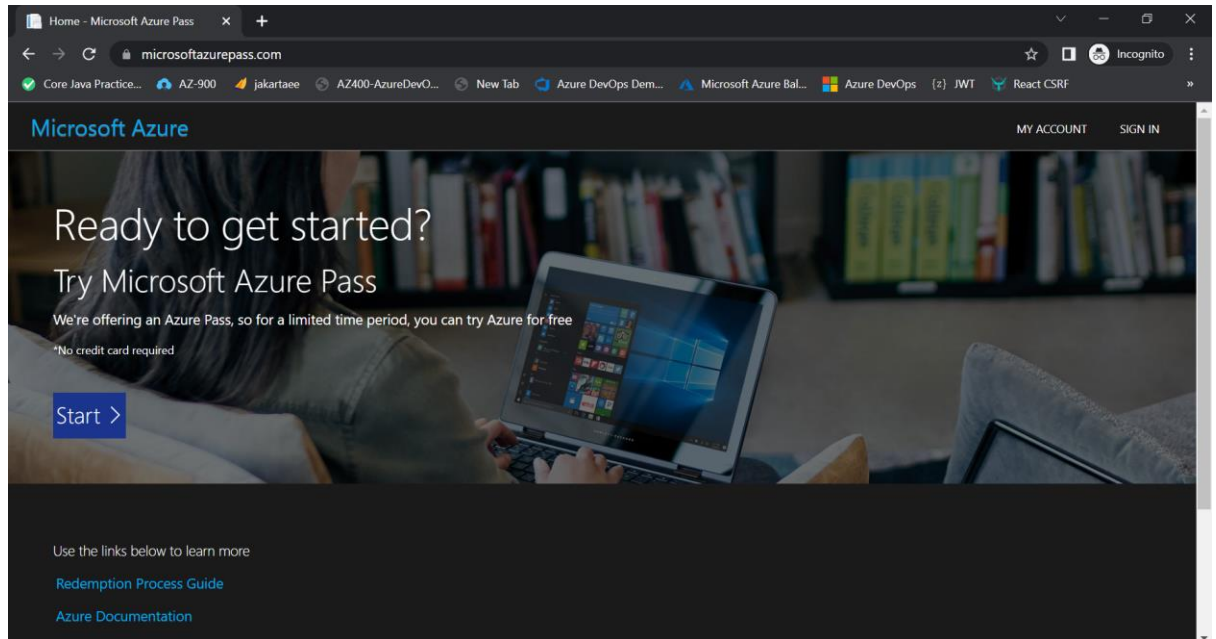 Home - Microsoft Azure Pass
microsoftazurepass.com
Incognito
Core Java Practice...
AZ-900
jakartaee
AZ400-AzureDevO...
New Tab
Azure DevOps Dem...
Microsoft Azure Bal...
Azure DevOps
{z} JWT
React CSRF
»
Microsoft Azure
MY ACCOUNT
SIGN IN
Ready to get started?
Try Microsoft Azure Pass
We're offering an Azure Pass, so for a limited time period, you can try Azure for free
*No credit card required
Start >
Use the links below to learn more
Redemption Process Guide
Azure Documentation